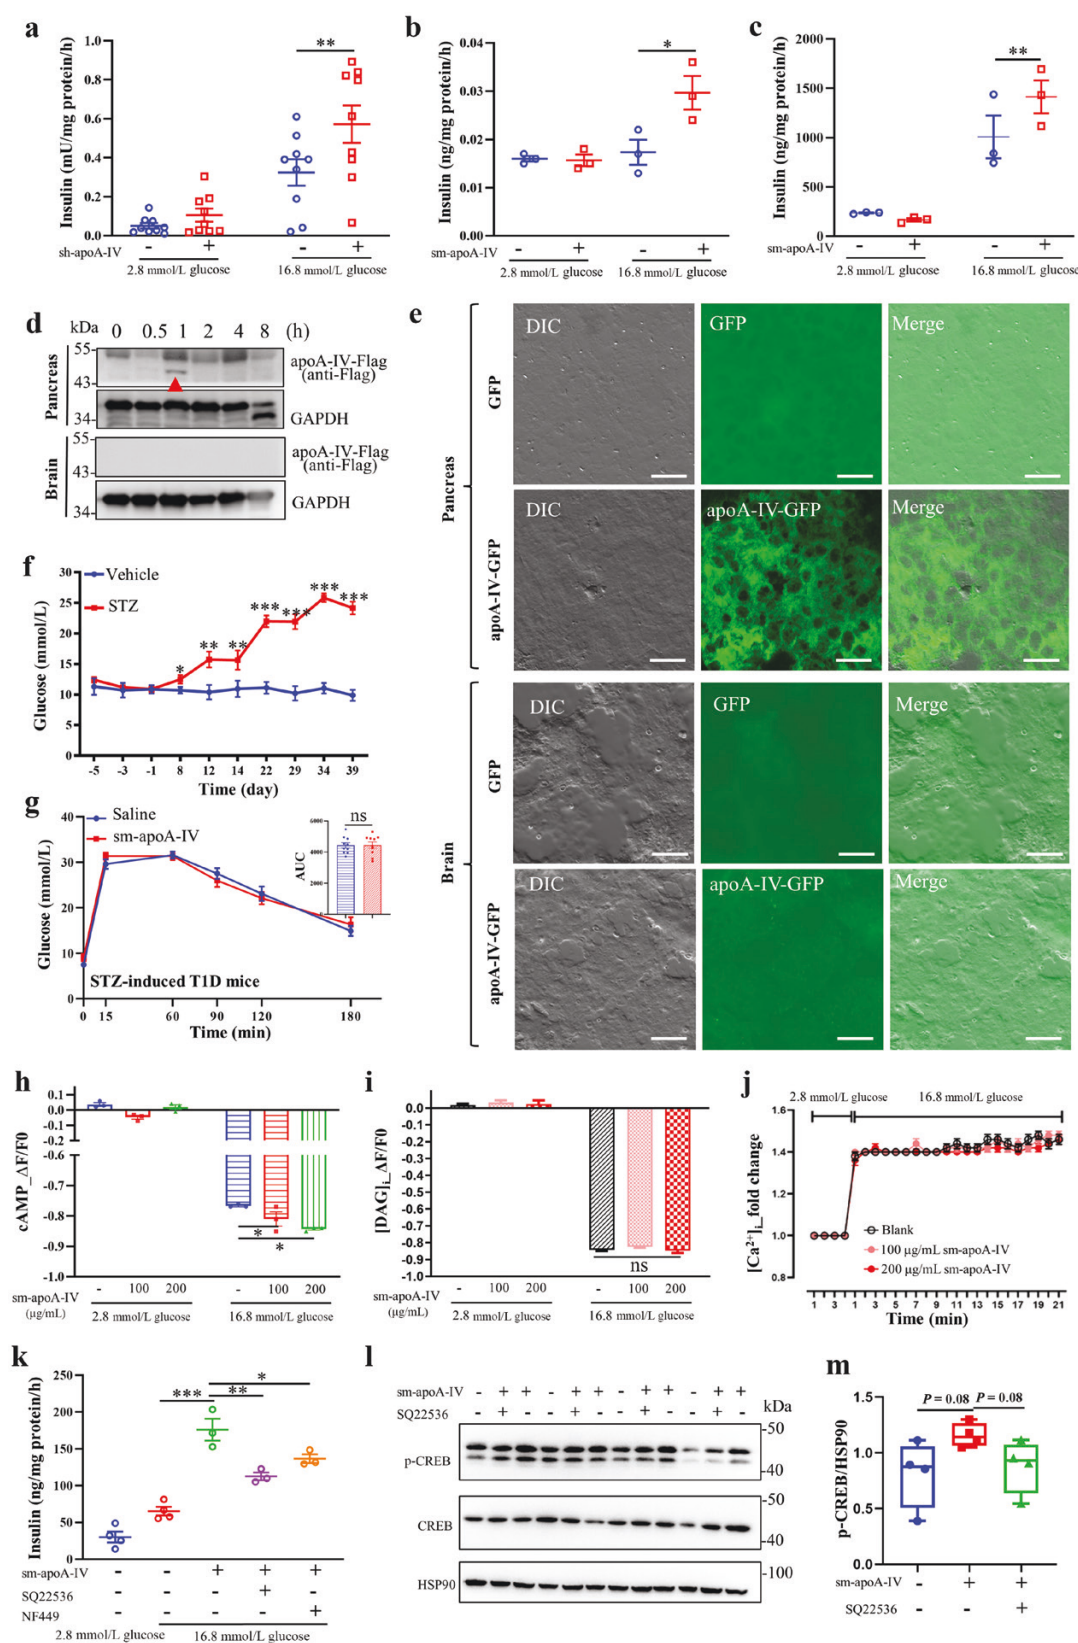 a
Insulin (mU/mg protein/h)
1.0
0.8
0.6
0.4
0.2
0.0
**
sh-apoA-IV
- + - +
2.8 mmol/L glucose 16.8 mmol/L glucose
b
Insulin (ng/mg protein/h)
0.04
0.03
0.02
0.01
0.00
*
sm-apoA-IV
- + - +
2.8 mmol/L glucose 16.8 mmol/L glucose
c
Insulin (ng/mg protein/h)
2000
1500
1000
500
0
**
sm-apoA-IV
- + - +
2.8 mmol/L glucose 16.8 mmol/L glucose
d
kDa 0 0.5 1 2 4 8 (h)
Pancreas
55
43
apoA-IV-Flag
(anti-Flag)
34
GAPDH
Brain
55
43
apoA-IV-Flag
(anti-Flag)
34
GAPDH
e
Pancreas
GFP
DIC GFP Merge
apoA-IV-GFP
DIC apoA-IV-GFP Merge
Brain
GFP
DIC GFP Merge
apoA-IV-GFP
DIC apoA-IV-GFP Merge
f
Glucose (mmol/L)
30
25
20
15
10
5
0
Vehicle
STZ
* ** ** *** *** *** ***
-5 -3 -1 8 12 14 22 29 34 39
Time (day)
g
Glucose (mmol/L)
40
30
20
10
0
Saline
sm-apoA-IV
AUC
6000
4000
2000
0
ns
STZ-induced T1D mice
0 15 60 90 120 180
Time (min)
h
cAMP_ΔF/F0
0.1
0.0
-0.1
-0.2
-0.6
-0.7
-0.8
-0.9
-1.0
*
*
sm-apoA-IV
(μg/mL)
- 100 200 - 100 200
2.8 mmol/L glucose 16.8 mmol/L glucose
i
[DAG]i_ΔF/F0
0.0
-0.1
-0.2
-0.3
-0.4
-0.5
-0.6
-0.7
-0.8
-0.9
-1.0
ns
sm-apoA-IV
(μg/mL)
- 100 200 - 100 200
2.8 mmol/L glucose 16.8 mmol/L glucose
j
2.8 mmol/L glucose 16.8 mmol/L glucose
[Ca2+]i_fold change
1.6
1.4
1.2
1.0
0.8
Blank
100 μg/mL sm-apoA-IV
200 μg/mL sm-apoA-IV
1 3 1 3 5 7 9 11 13 15 17 19 21
Time (min)
k
Insulin (ng/mg protein/h)
250
200
150
100
50
0
*** ** *
sm-apoA-IV - - + + +
SQ22536 - - - + -
NF449 - - - - +
2.8 mmol/L glucose 16.8 mmol/L glucose
l
sm-apoA-IV - + + - + + - + + - + +
SQ22536 - + - - + - - + - - + -
kDa
p-CREB
-50
-40
CREB
-50
-40
HSP90
-100
m
p-CREB/HSP90
1.5
1.0
0.5
0.0
P = 0.08 P = 0.08
sm-apoA-IV - + +
SQ22536 - - +